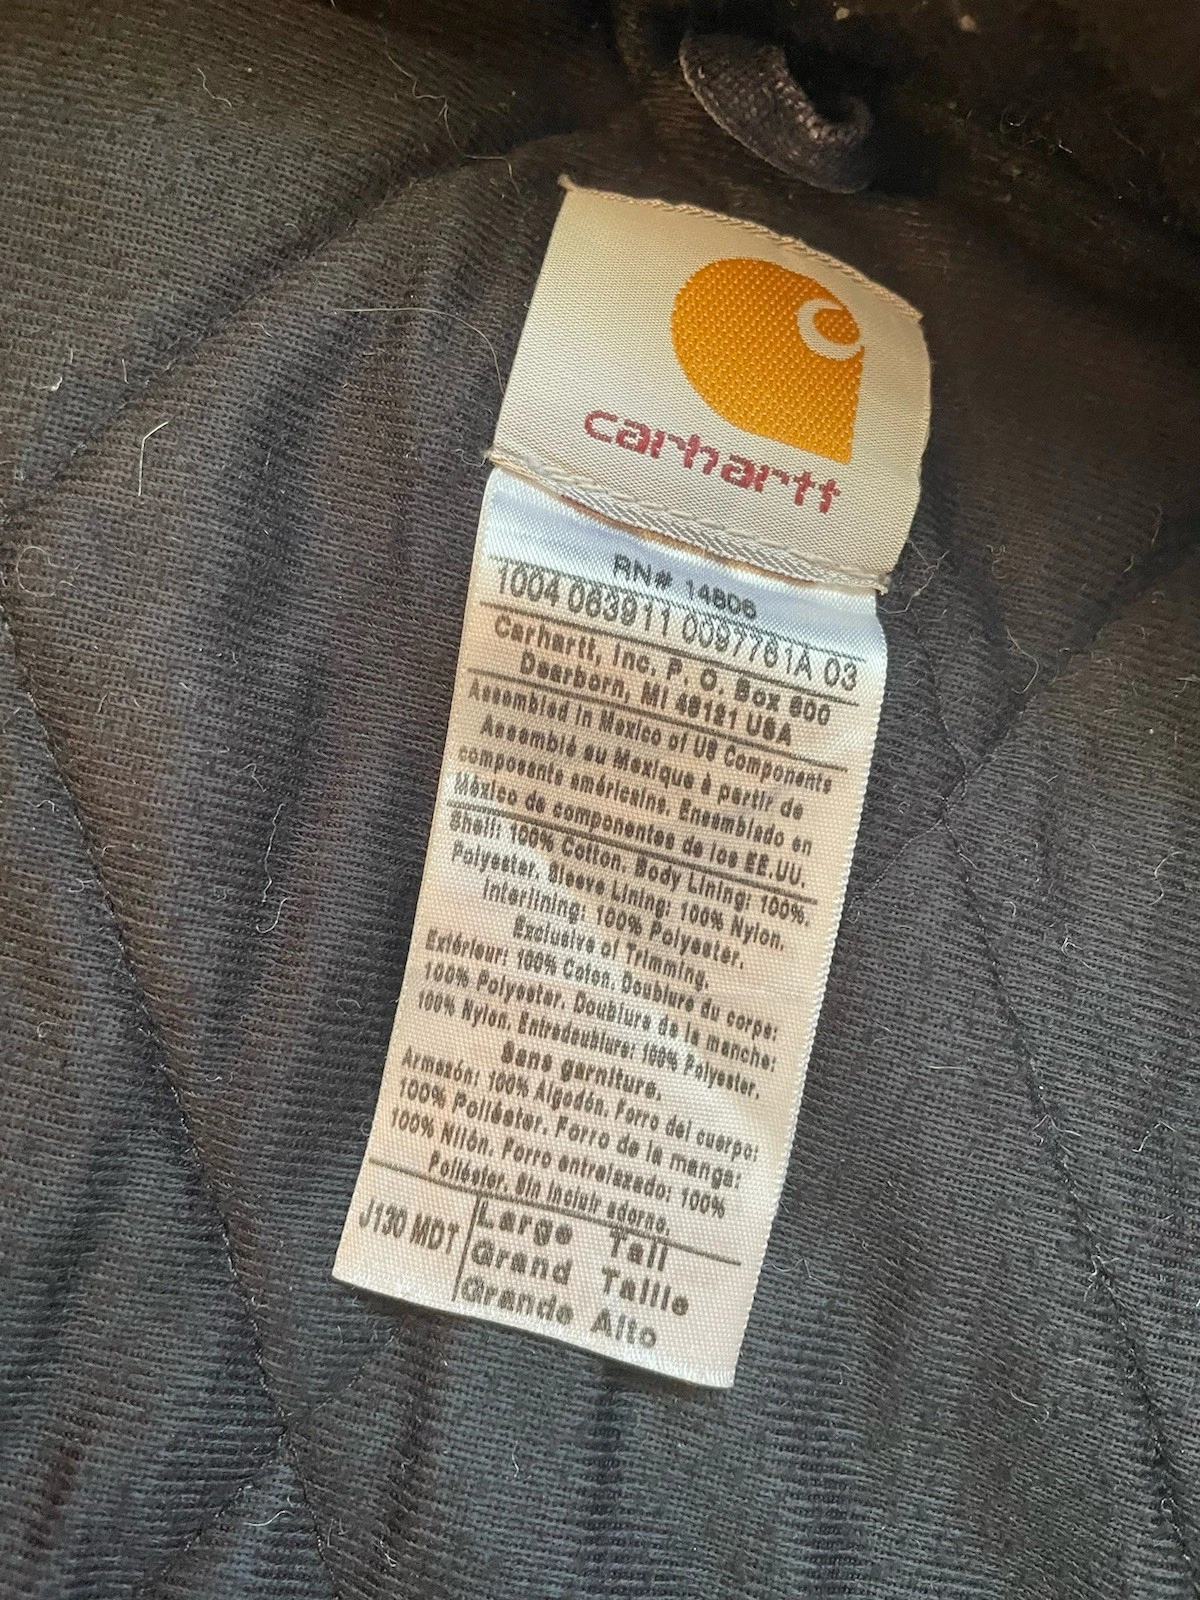 carhartt
RN# 14806
1004 083911 0097761A 03
Carhartt, Inc. P. O. Box 600
Dearborn, MI 48121 USA
Assembled in Mexico of US Components
Assemblé au Mexique à partir de
composants américains. Ensamblado en
México de componentes de los EE.UU.
Shell: 100% Cotton. Body Lining: 100%.
Polyester. Sleeve Lining: 100% Nylon.
Interlining: 100% Polyester.
Exclusive of Trimming.
Extérieur: 100% Coton. Doublure du corps:
100% Polyester. Doublure de la manche:
100% Nylon. Entredoublure: 100% Polyester.
Sans garniture.
Armazón: 100% Algodón. Forro del cuerpo:
100% Poliéster. Forro de la manga:
100% Nilón. Forro entrelazado: 100%
Poliéster. Sin incluir adorno.
J130 MDT Large Tall
Grand Taille
Grande Alto